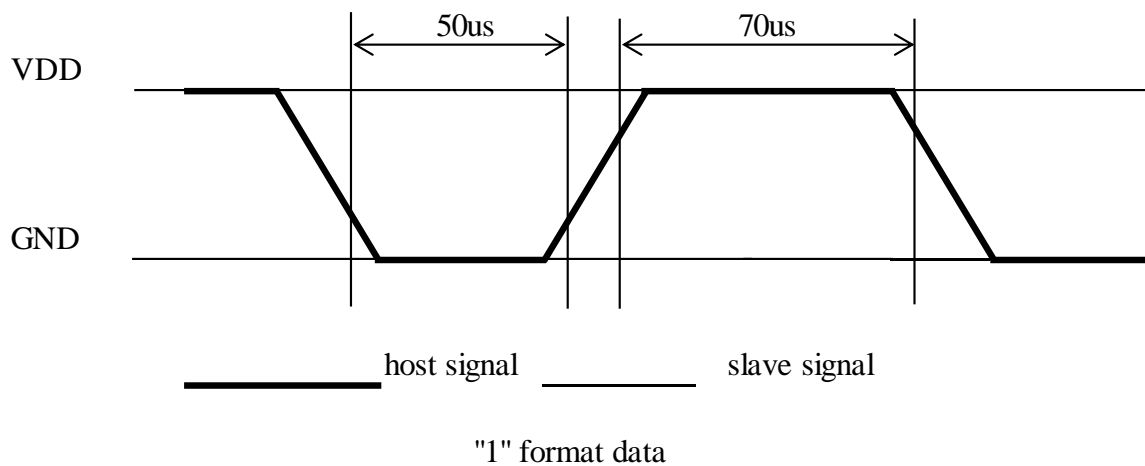 50us 70us
VDD
GND
host signal slave signal
"1" format data